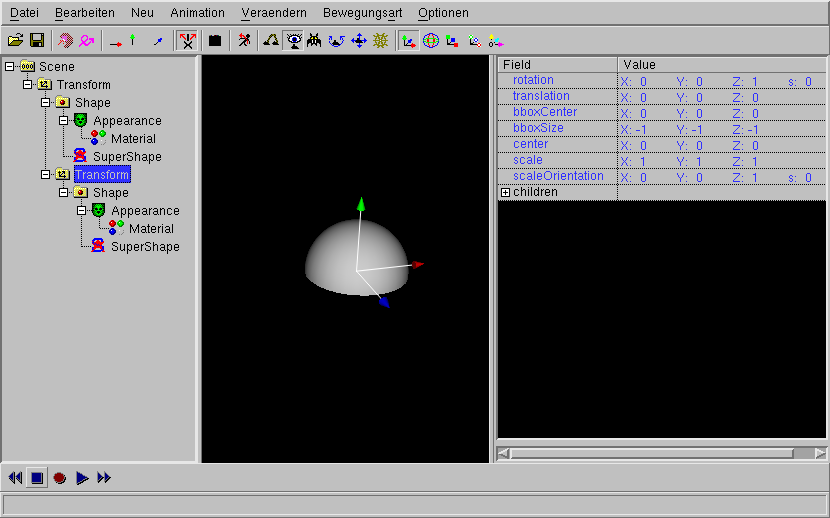 Datei Bearbeiten Neu Animation Veraendern Bewegungsart Optionen
Scene
Transform
Shape
Appearance
Material
SuperShape
Transform
Shape
Appearance
Material
SuperShape
Field Value
rotation X: 0 Y: 0 Z: 1 s: 0
translation X: 0 Y: 0 Z: 0
bboxCenter X: 0 Y: 0 Z: 0
bboxSize X: -1 Y: -1 Z: -1
center X: 0 Y: 0 Z: 0
scale X: 1 Y: 1 Z: 1
scaleOrientation X: 0 Y: 0 Z: 1 s: 0
children